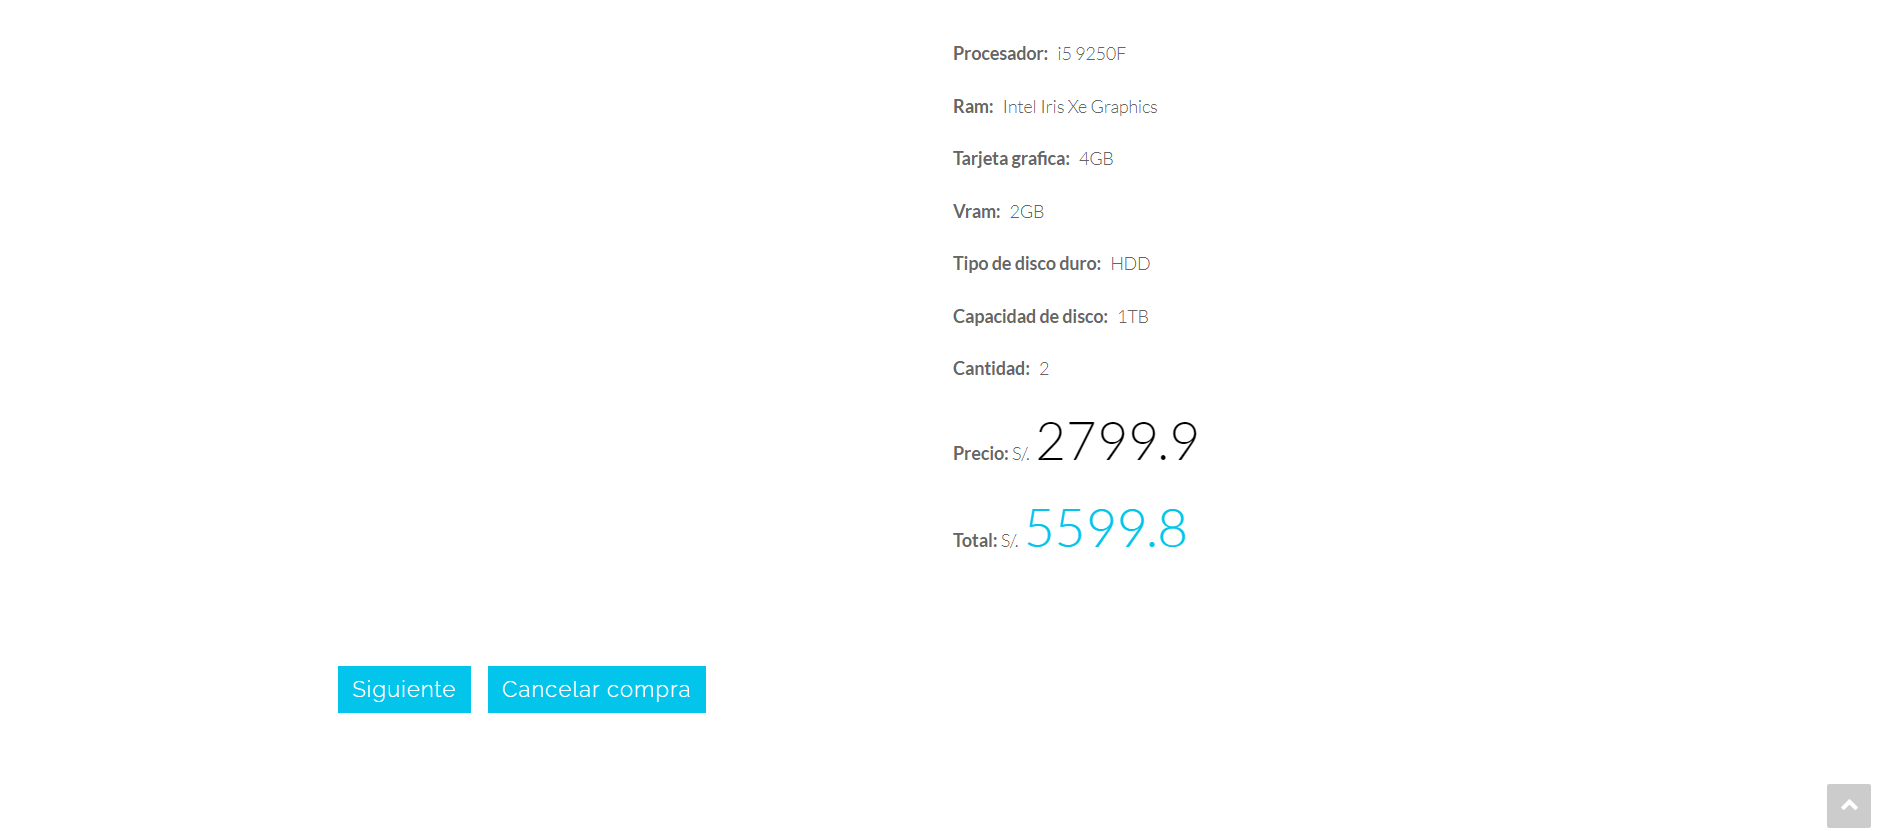 Procesador: i5 9250F
Ram: Intel Iris Xe Graphics
Tarjeta grafica: 4GB
Vram: 2GB
Tipo de disco duro: HDD
Capacidad de disco: 1TB
Cantidad: 2
Precio: S/. 2799.9
Total: S/. 5599.8
Siguiente Cancelar compra